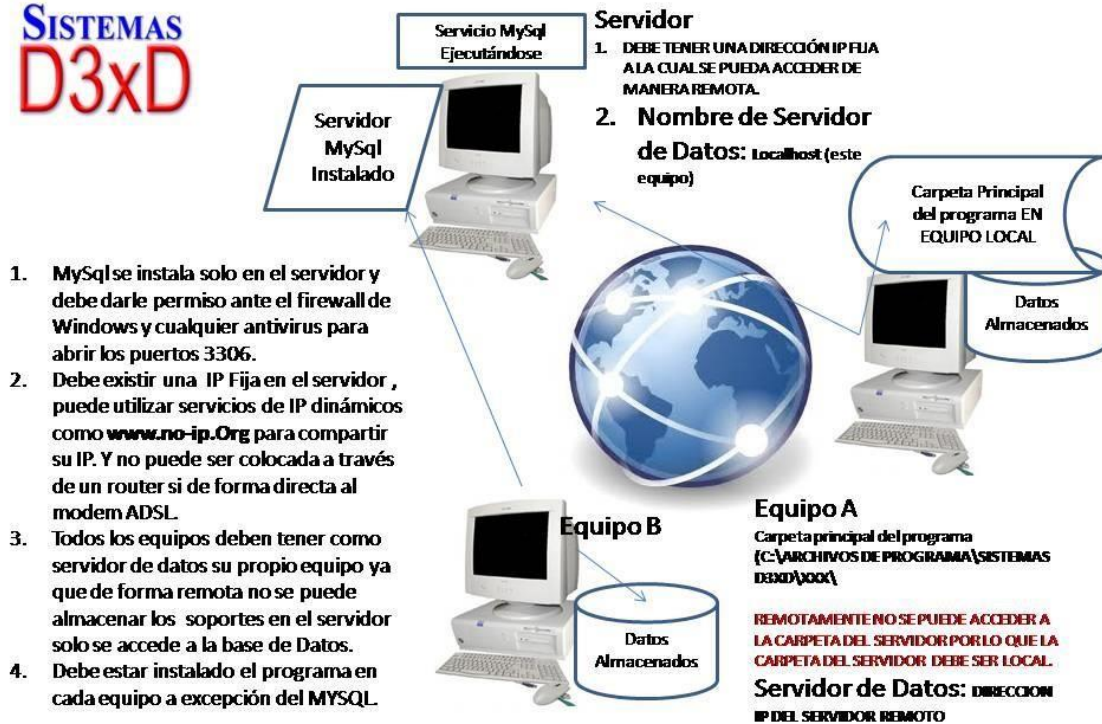 SISTEMAS
D3xD
Servicio MySql
Ejecutándose
Servidor
MySql
Instalado
Servidor
1. DEBE TENER UNA DIRECCIÓN IP FIJA
A LA CUAL SE PUEDA ACCEDER DE
MANERA REMOTA.
2. Nombre de Servidor
de Datos: Localhost (este
equipo)
Carpeta Principal
del programa EN
EQUIPO LOCAL
Datos
Almacenados
1. MySql se instala solo en el servidor y
debe darle permiso ante el firewall de
Windows y cualquier antivirus para
abrir los puertos 3306.
2. Debe existir una IP Fija en el servidor ,
puede utilizar servicios de IP dinámicos
como www.no-ip.Org para compartir
su IP. Y no puede ser colocada a través
de un router si de forma directa al
modem ADSL.
3. Todos los equipos deben tener como
servidor de datos su propio equipo ya
que de forma remota no se puede
almacenar los soportes en el servidor
solo se accede a la base de Datos.
4. Debe estar instalado el programa en
cada equipo a excepción del MYSQL.
Equipo B
Datos
Almacenados
Equipo A
Carpeta principal del programa
(C:\ARCHIVOS DE PROGRAMA\SISTEMAS
D3XD\XXX\
REMOTAMENTE NO SE PUEDE ACCEDER A
LA CARPETA DEL SERVIDOR POR LO QUE LA
CARPETA DEL SERVIDOR DEBE SER LOCAL.
Servidor de Datos: DIRECCION
IP DEL SERVIDOR REMOTO